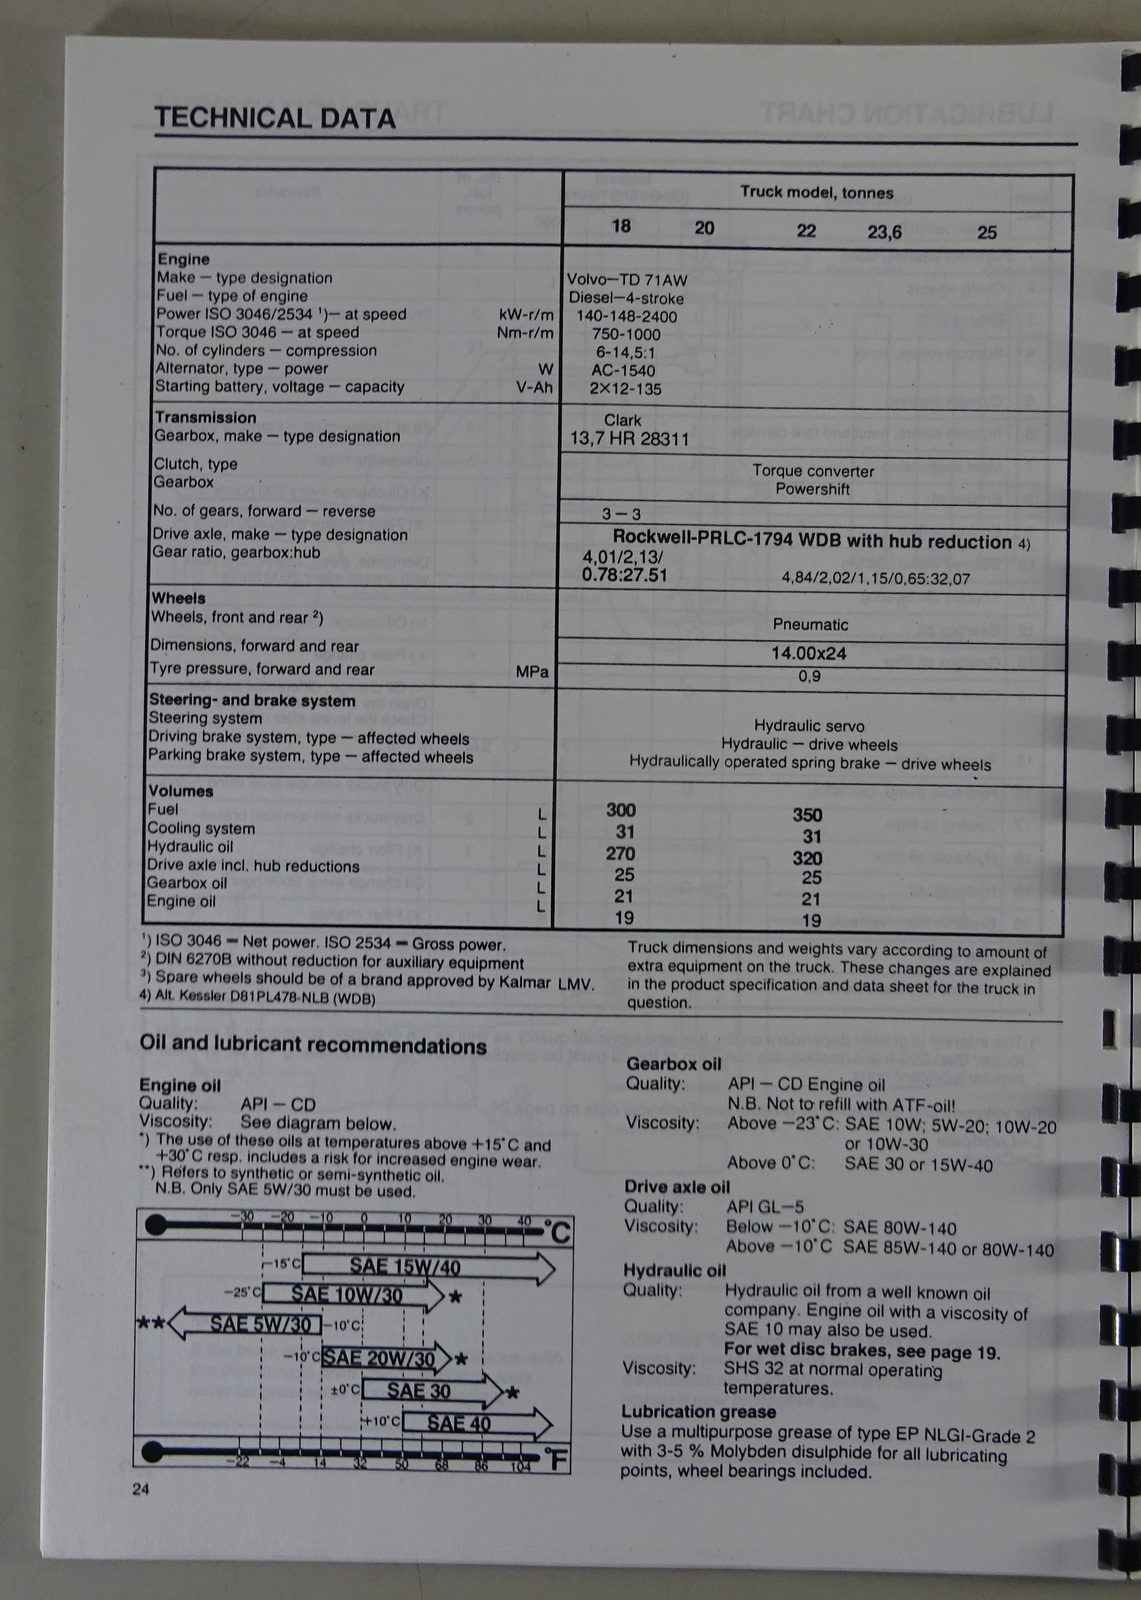 TECHNICAL DATA
Truck model, tonnes
18 20 22 23,6 25
Engine
Make — type designation Volvo—TD 71AW
Fuel — type of engine Diesel—4-stroke
Power ISO 3046/2534 ¹)— at speed kW-r/m 140-148-2400
Torque ISO 3046 — at speed Nm-r/m 750-1000
No. of cylinders — compression 6-14,5:1
Alternator, type — power W AC-1540
Starting battery, voltage — capacity V-Ah 2X12-135
Transmission Clark
Gearbox, make — type designation 13,7 HR 28311
Clutch, type Torque converter
Gearbox Powershift
No. of gears, forward — reverse 3 — 3
Drive axle, make — type designation Rockwell-PRLC-1794 WDB with hub reduction 4)
Gear ratio, gearbox:hub 4,01/2,13/
0.78:27.51 4,84/2,02/1,15/0,65:32,07
Wheels
Wheels, front and rear ²) Pneumatic
Dimensions, forward and rear 14.00x24
Tyre pressure, forward and rear MPa 0,9
Steering- and brake system
Steering system Hydraulic servo
Driving brake system, type — affected wheels Hydraulic — drive wheels
Parking brake system, type — affected wheels Hydraulically operated spring brake — drive wheels
Volumes
Fuel L 300 350
Cooling system L 31 31
Hydraulic oil L 270 320
Drive axle incl. hub reductions L 25 25
Gearbox oil L 21 21
Engine oil L 19 19
¹) ISO 3046 — Net power. ISO 2534 — Gross power.
²) DIN 6270B without reduction for auxiliary equipment
³) Spare wheels should be of a brand approved by Kalmar LMV.
4) Alt. Kessler D81PL478-NLB (WDB)
Truck dimensions and weights vary according to amount of
extra equipment on the truck. These changes are explained
in the product specification and data sheet for the truck in
question.
Oil and lubricant recommendations
Engine oil
Quality: API — CD
Viscosity: See diagram below.
*) The use of these oils at temperatures above +15°C and
+30°C resp. includes a risk for increased engine wear.
**) Refers to synthetic or semi-synthetic oil.
N.B. Only SAE 5W/30 must be used.
−30 −20 −10 0 10 20 30 40 °C
−15°C SAE 15W/40
−25°C SAE 10W/30 *
** SAE 5W/30 −10°C
−10°C SAE 20W/30 *
±0°C SAE 30 *
+10°C SAE 40
−22 −4 14 32 50 68 86 104 °F
24
Gearbox oil
Quality: API — CD Engine oil
N.B. Not to refill with ATF-oil!
Viscosity: Above −23°C: SAE 10W; 5W-20; 10W-20
or 10W-30
Above 0°C: SAE 30 or 15W-40
Drive axle oil
Quality: API GL—5
Viscosity: Below −10°C: SAE 80W-140
Above −10°C SAE 85W-140 or 80W-140
Hydraulic oil
Quality: Hydraulic oil from a well known oil
company. Engine oil with a viscosity of
SAE 10 may also be used.
For wet disc brakes, see page 19.
Viscosity: SHS 32 at normal operating
temperatures.
Lubrication grease
Use a multipurpose grease of type EP NLGI-Grade 2
with 3-5 % Molybden disulphide for all lubricating
points, wheel bearings included.